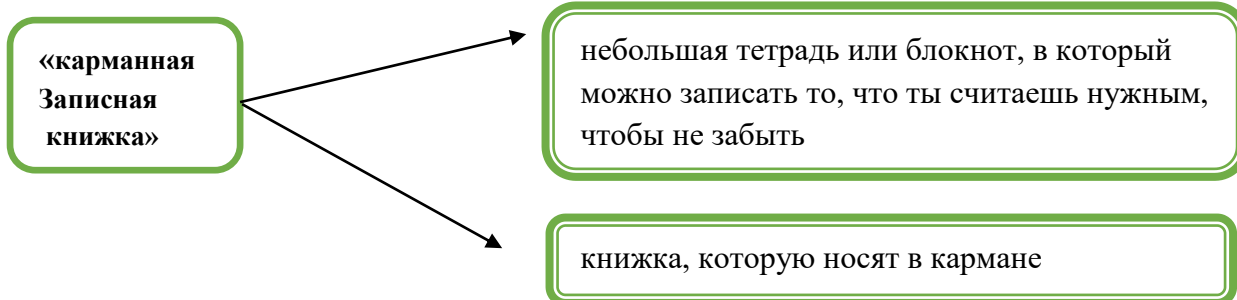 «карманная
Записная
книжка»
небольшая тетрадь или блокнот, в который
можно записать то, что ты считаешь нужным,
чтобы не забыть
книжка, которую носят в кармане